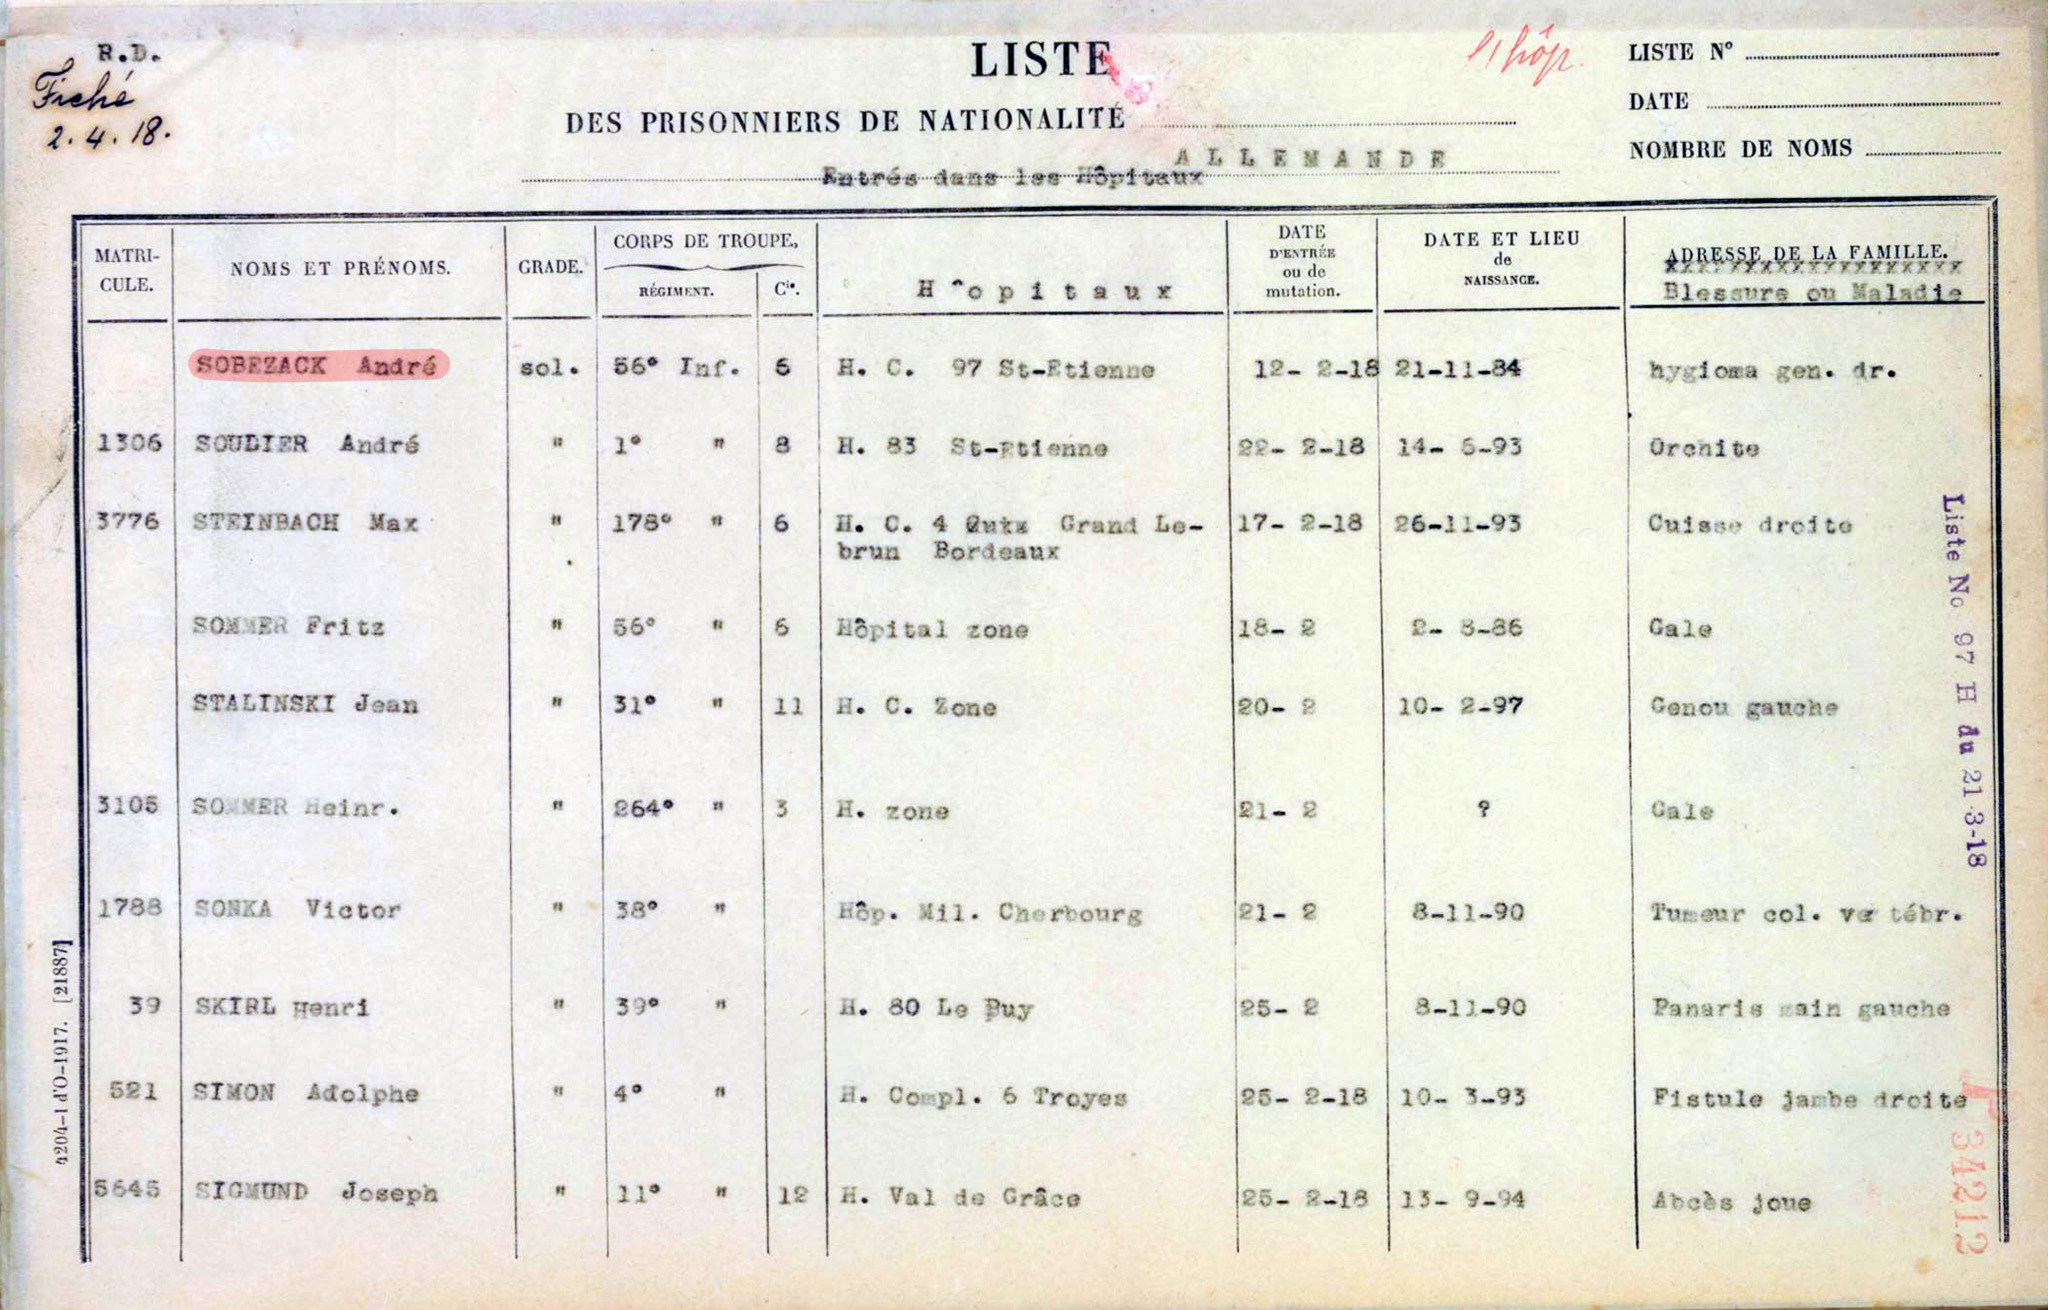 R.D.
Fiché
2.4.18.
LISTE
hôp.
DES PRISONNIERS DE NATIONALITÉ
ALLEMANDE
Entrés dans les Hôpitaux
LISTE N°
DATE
NOMBRE DE NOMS
MATRI-
CULE.
NOMS ET PRÉNOMS.
GRADE.
CORPS DE TROUPE,
RÉGIMENT.
Cie.
H^opitaux
DATE
D'ENTRÉE
ou de
mutation.
DATE ET LIEU
de
NAISSANCE.
ADRESSE DE LA FAMILLE.
xxxxxxxxxxxxxxxxxxx
Blessure ou Maladie
SOBEZACK André sol. 56° Inf. 6 H. C. 97 St-Etienne 12- 2-18 21-11-84 hygioma gen. dr.
1306 SOUDIER André " 1° " 8 H. 83 St-Etienne 22- 2-18 14- 6-93 Orchite
3776 STEINBACH Max " 178° " 6 H. C. 4 Grand Le- 17- 2-18 26-11-93 Cuisse droite
brun Bordeaux
SOMMER Fritz " 56° " 6 Hôpital zone 18- 2 2- 8-86 Gale
STALINSKI Jean " 31° " 11 H. C. Zone 20- 2 10- 2-97 Genou gauche
3105 SOMMER Heinr. " 264° " 3 H. zone 21- 2 ? Gale
1788 SONKA Victor " 38° " Hôp. Mil. Cherbourg 21- 2 8-11-90 Tumeur col. ver tébr.
39 SKIRL Henri " 39° " H. 80 Le Puy 25- 2 8-11-90 Panaris main gauche
521 SIMON Adolphe " 4° " H. Compl. 6 Troyes 25- 2-18 10- 3-93 Fistule jambe droite
5645 SIGMUND Joseph " 11° " 12 H. Val de Grâce 25- 2-18 13- 9-94 Abcès joue
Liste No 97 H du 21-3-18
P 34212
4204-1 d'O-1917. [21887]